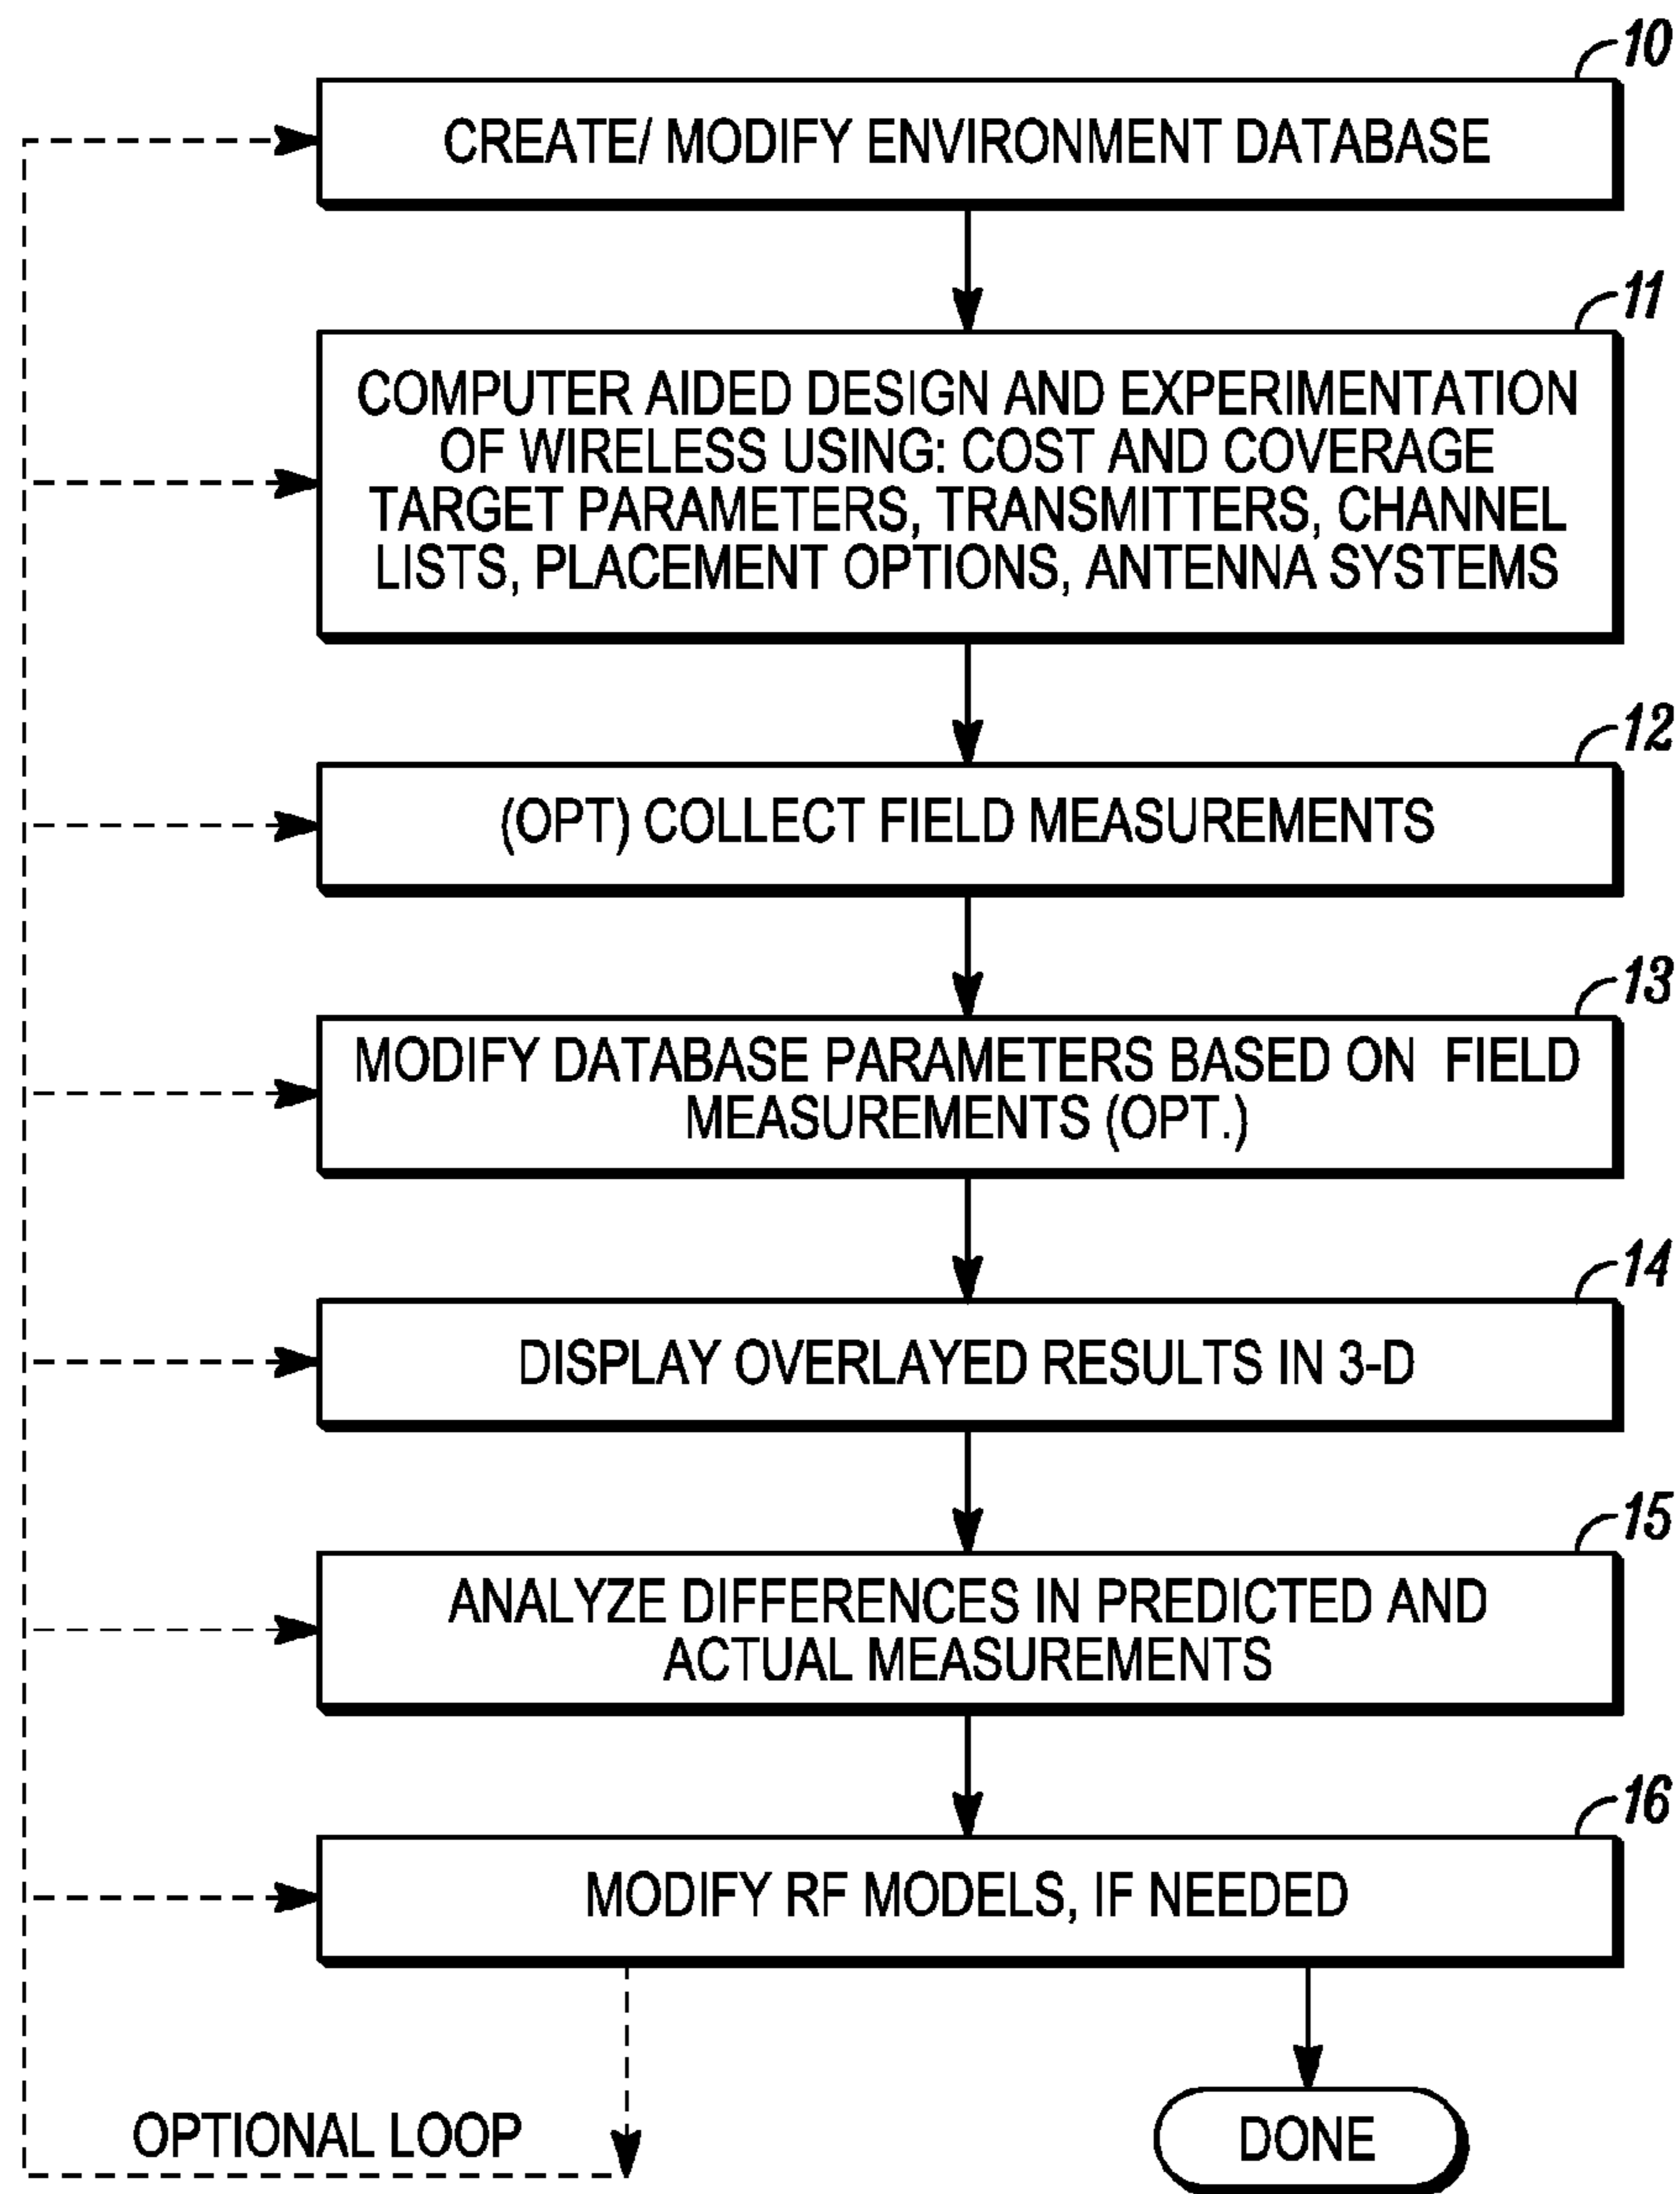 10
CREATE/ MODIFY ENVIRONMENT DATABASE
11
COMPUTER AIDED DESIGN AND EXPERIMENTATION
OF WIRELESS USING: COST AND COVERAGE
TARGET PARAMETERS, TRANSMITTERS, CHANNEL
LISTS, PLACEMENT OPTIONS, ANTENNA SYSTEMS
12
(OPT) COLLECT FIELD MEASUREMENTS
13
MODIFY DATABASE PARAMETERS BASED ON FIELD
MEASUREMENTS (OPT.)
14
DISPLAY OVERLAYED RESULTS IN 3-D
15
ANALYZE DIFFERENCES IN PREDICTED AND
ACTUAL MEASUREMENTS
16
MODIFY RF MODELS, IF NEEDED
OPTIONAL LOOP
DONE